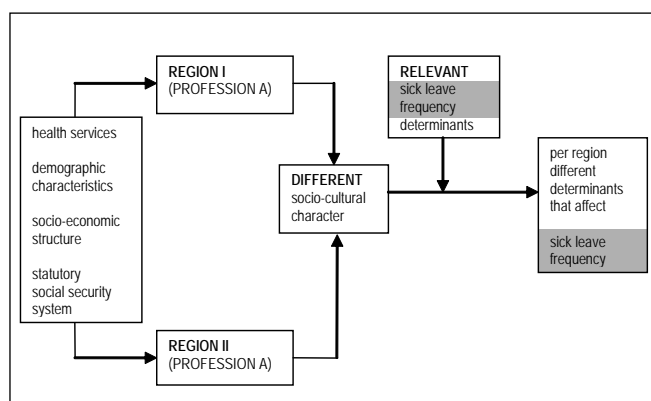 health services
demographic
characteristics
socio-economic
structure
statutory
social security
system
REGION I
(PROFESSION A)
REGION II
(PROFESSION A)
DIFFERENT
socio-cultural
character
RELEVANT
sick leave
frequency
determinants
per region
different
determinants
that affect
sick leave
frequency